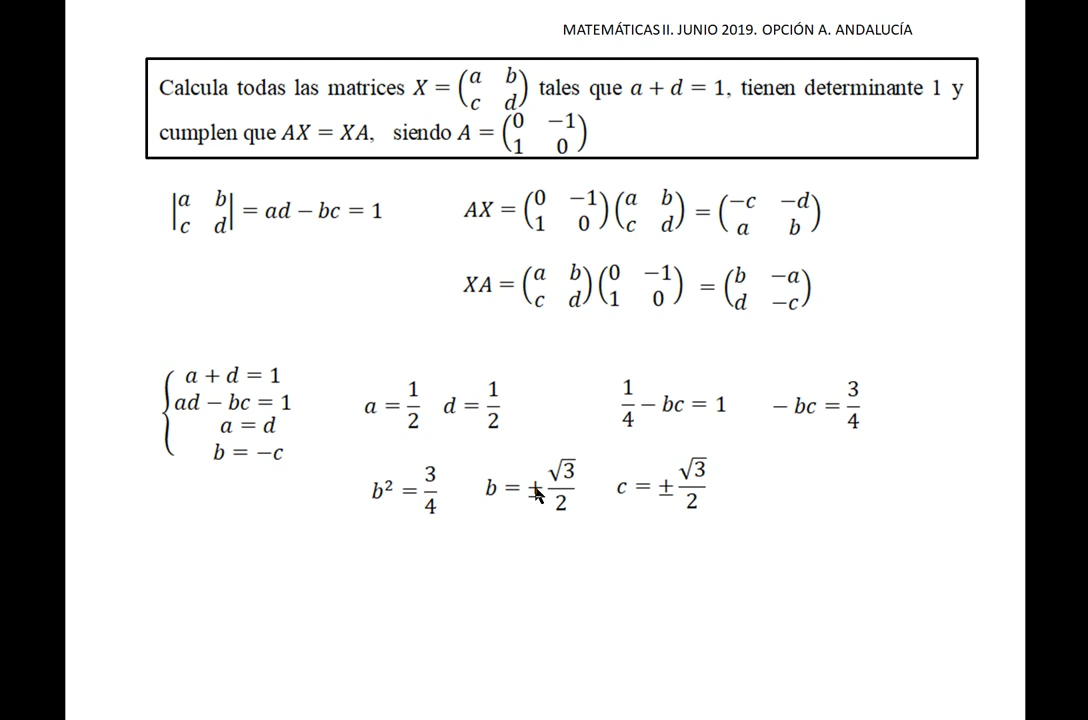 MATEMÁTICAS II. JUNIO 2019. OPCIÓN A. ANDALUCÍA
Calcula todas las matrices X = (a b; c d) tales que a + d = 1, tienen determinante 1 y
cumplen que AX = XA, siendo A = (0 −1; 1 0)
|a b; c d| = ad − bc = 1
AX = (0 −1; 1 0)(a b; c d) = (−c −d; a b)
XA = (a b; c d)(0 −1; 1 0) = (b −a; d −c)
a + d = 1
ad − bc = 1
a = d
b = −c
a = 1/2 d = 1/2
1/4 − bc = 1 − bc = 3/4
b² = 3/4 b = ± √3/2 c = ± √3/2